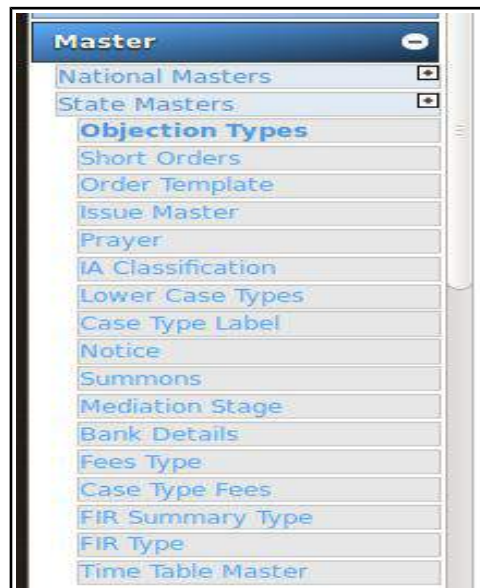 Master
National Masters
State Masters
Objection Types
Short Orders
Order Template
Issue Master
Prayer
IA Classification
Lower Case Types
Case Type Label
Notice
Summons
Mediation Stage
Bank Details
Fees Type
Case Type Fees
FIR Summary Type
FIR Type
Time Table Master